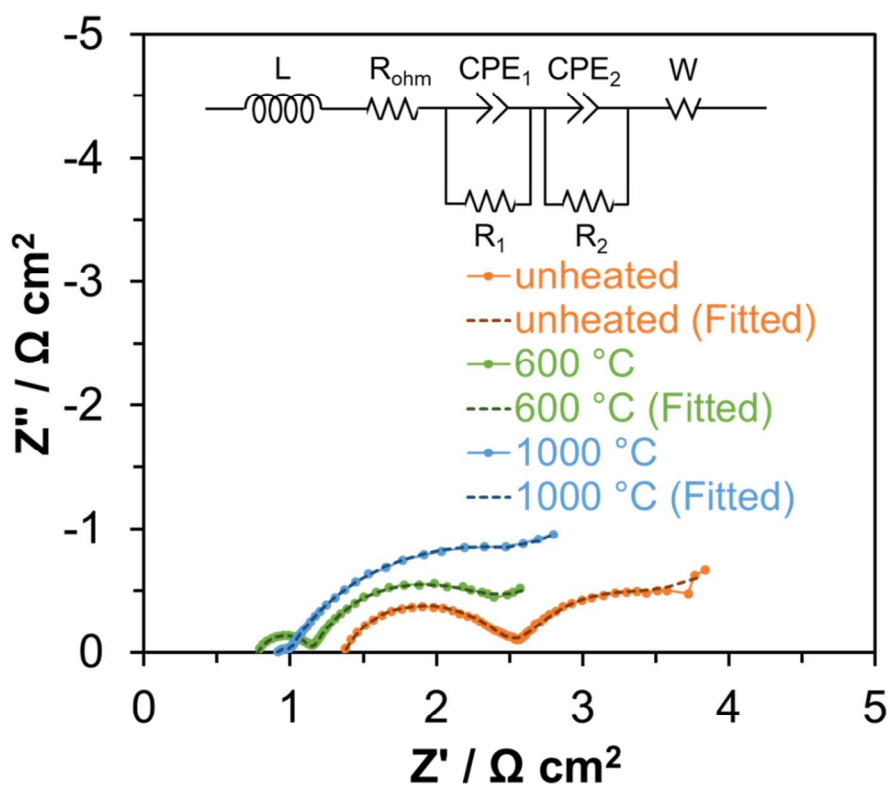 -5
L R_ohm CPE₁ CPE₂ W
-4
R₁ R₂
-3
unheated
unheated (Fitted)
600 °C
-2
600 °C (Fitted)
1000 °C
1000 °C (Fitted)
-1
0
0 1 2 3 4 5
Z' / Ω cm²
Z'' / Ω cm²